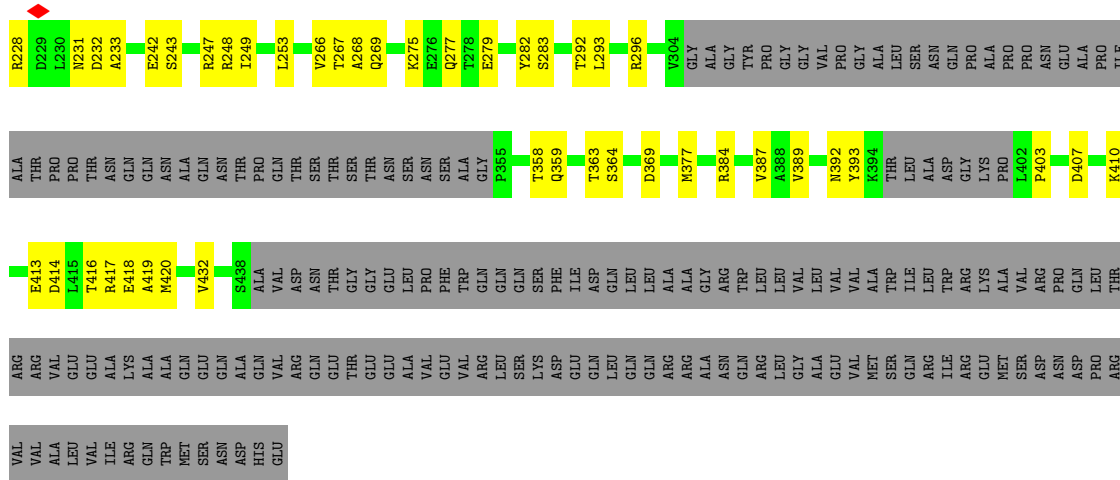 R228 D229 L230 N231 D232 A233 E242 S243 R247 R248 I249 L253 V266 T267 A268 Q269 K275 E276 Q277 T278 E279 Y282 S283 T292 L293 R296 V304 GLY ALA GLY TYR PRO GLY GLY VAL PRO GLY ALA LEU SER ASN GLN PRO ALA PRO PRO ASN GLU ALA PRO ILE
ALA THR PRO PRO THR ASN GLN GLN ASN ALA GLN ASN THR PRO GLN THR SER THR SER THR ASN SER ASN SER ALA GLY P355 T358 Q359 T363 S364 D369 M377 R384 V387 A388 V389 N392 Y393 K394 THR LEU ALA ASP GLY LYS PRO L402 P403 D407 K410
E413 D414 L415 T416 R417 E418 A419 M420 V432 S438 ALA VAL ASP ASN THR GLY GLY GLU LEU PRO PHE TRP GLN GLN GLN SER PHE ILE ASP GLN LEU LEU ALA ALA GLY ARG TRP LEU LEU VAL LEU VAL VAL ALA TRP ILE LEU TRP ARG LYS ALA VAL ARG PRO GLN LEU THR
ARG ARG VAL GLU GLU ALA LYS ALA ALA GLN GLU GLN ALA GLN VAL ARG GLN GLU THR GLU GLU ALA VAL GLU VAL ARG LEU SER LYS ASP GLU GLN LEU GLN GLN ARG ARG ALA ASN GLN ARG LEU GLY ALA GLU VAL MET SER GLN ARG ILE ARG GLU MET SER ASP ASN ASP PRO ARG
VAL VAL ALA LEU VAL ILE ARG GLN TRP MET SER ASN ASP HIS GLU